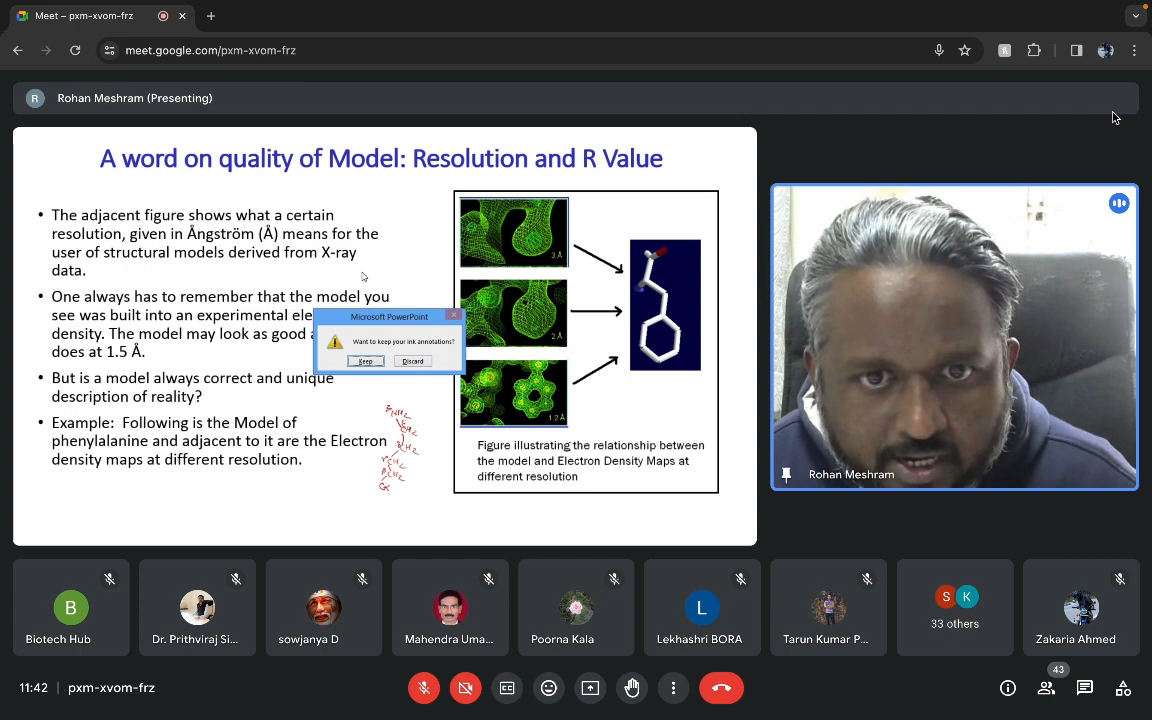 Meet – pxm-xvom-frz
meet.google.com/pxm-xvom-frz
R
Rohan Meshram (Presenting)
A word on quality of Model: Resolution and R Value
• The adjacent figure shows what a certain
resolution, given in Ångström (Å) means for the
user of structural models derived from X-ray
data.
• One always has to remember that the model you
see was built into an experimental ele
density. The model may look as good a
does at 1.5 Å.
• But is a model always correct and unique
description of reality?
• Example: Following is the Model of
phenylalanine and adjacent to it are the Electron
density maps at different resolution.
Microsoft PowerPoint
Want to keep your ink annotations?
Keep
Discard
3 Å
2 Å
1 2 Å
Figure illustrating the relationship between
the model and Electron Density Maps at
different resolution
Rohan Meshram
B
Biotech Hub
Dr. Prithviraj Si...
sowjanya D
Mahendra Uma...
Poorna Kala
L
Lekhashri BORA
Tarun Kumar P...
S K
33 others
Zakaria Ahmed
11:42 | pxm-xvom-frz
43